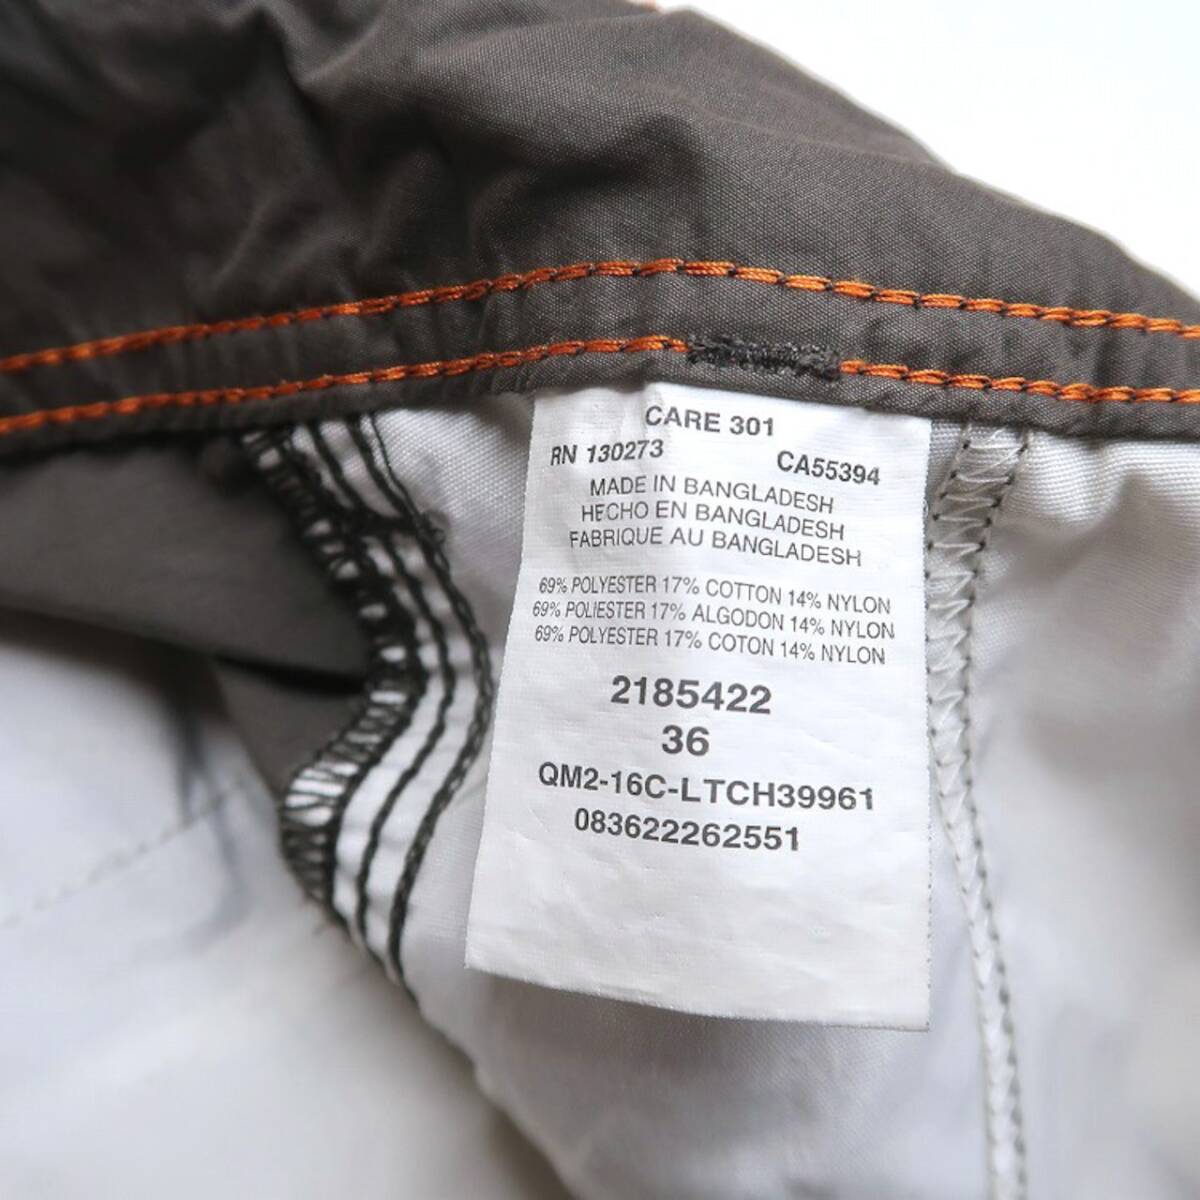 CARE 301
RN 130273 CA55394
MADE IN BANGLADESH
HECHO EN BANGLADESH
FABRIQUE AU BANGLADESH
69% POLYESTER 17% COTTON 14% NYLON
69% POLIESTER 17% ALGODON 14% NYLON
69% POLYESTER 17% COTON 14% NYLON
2185422
36
QM2-16C-LTCH39961
083622262551